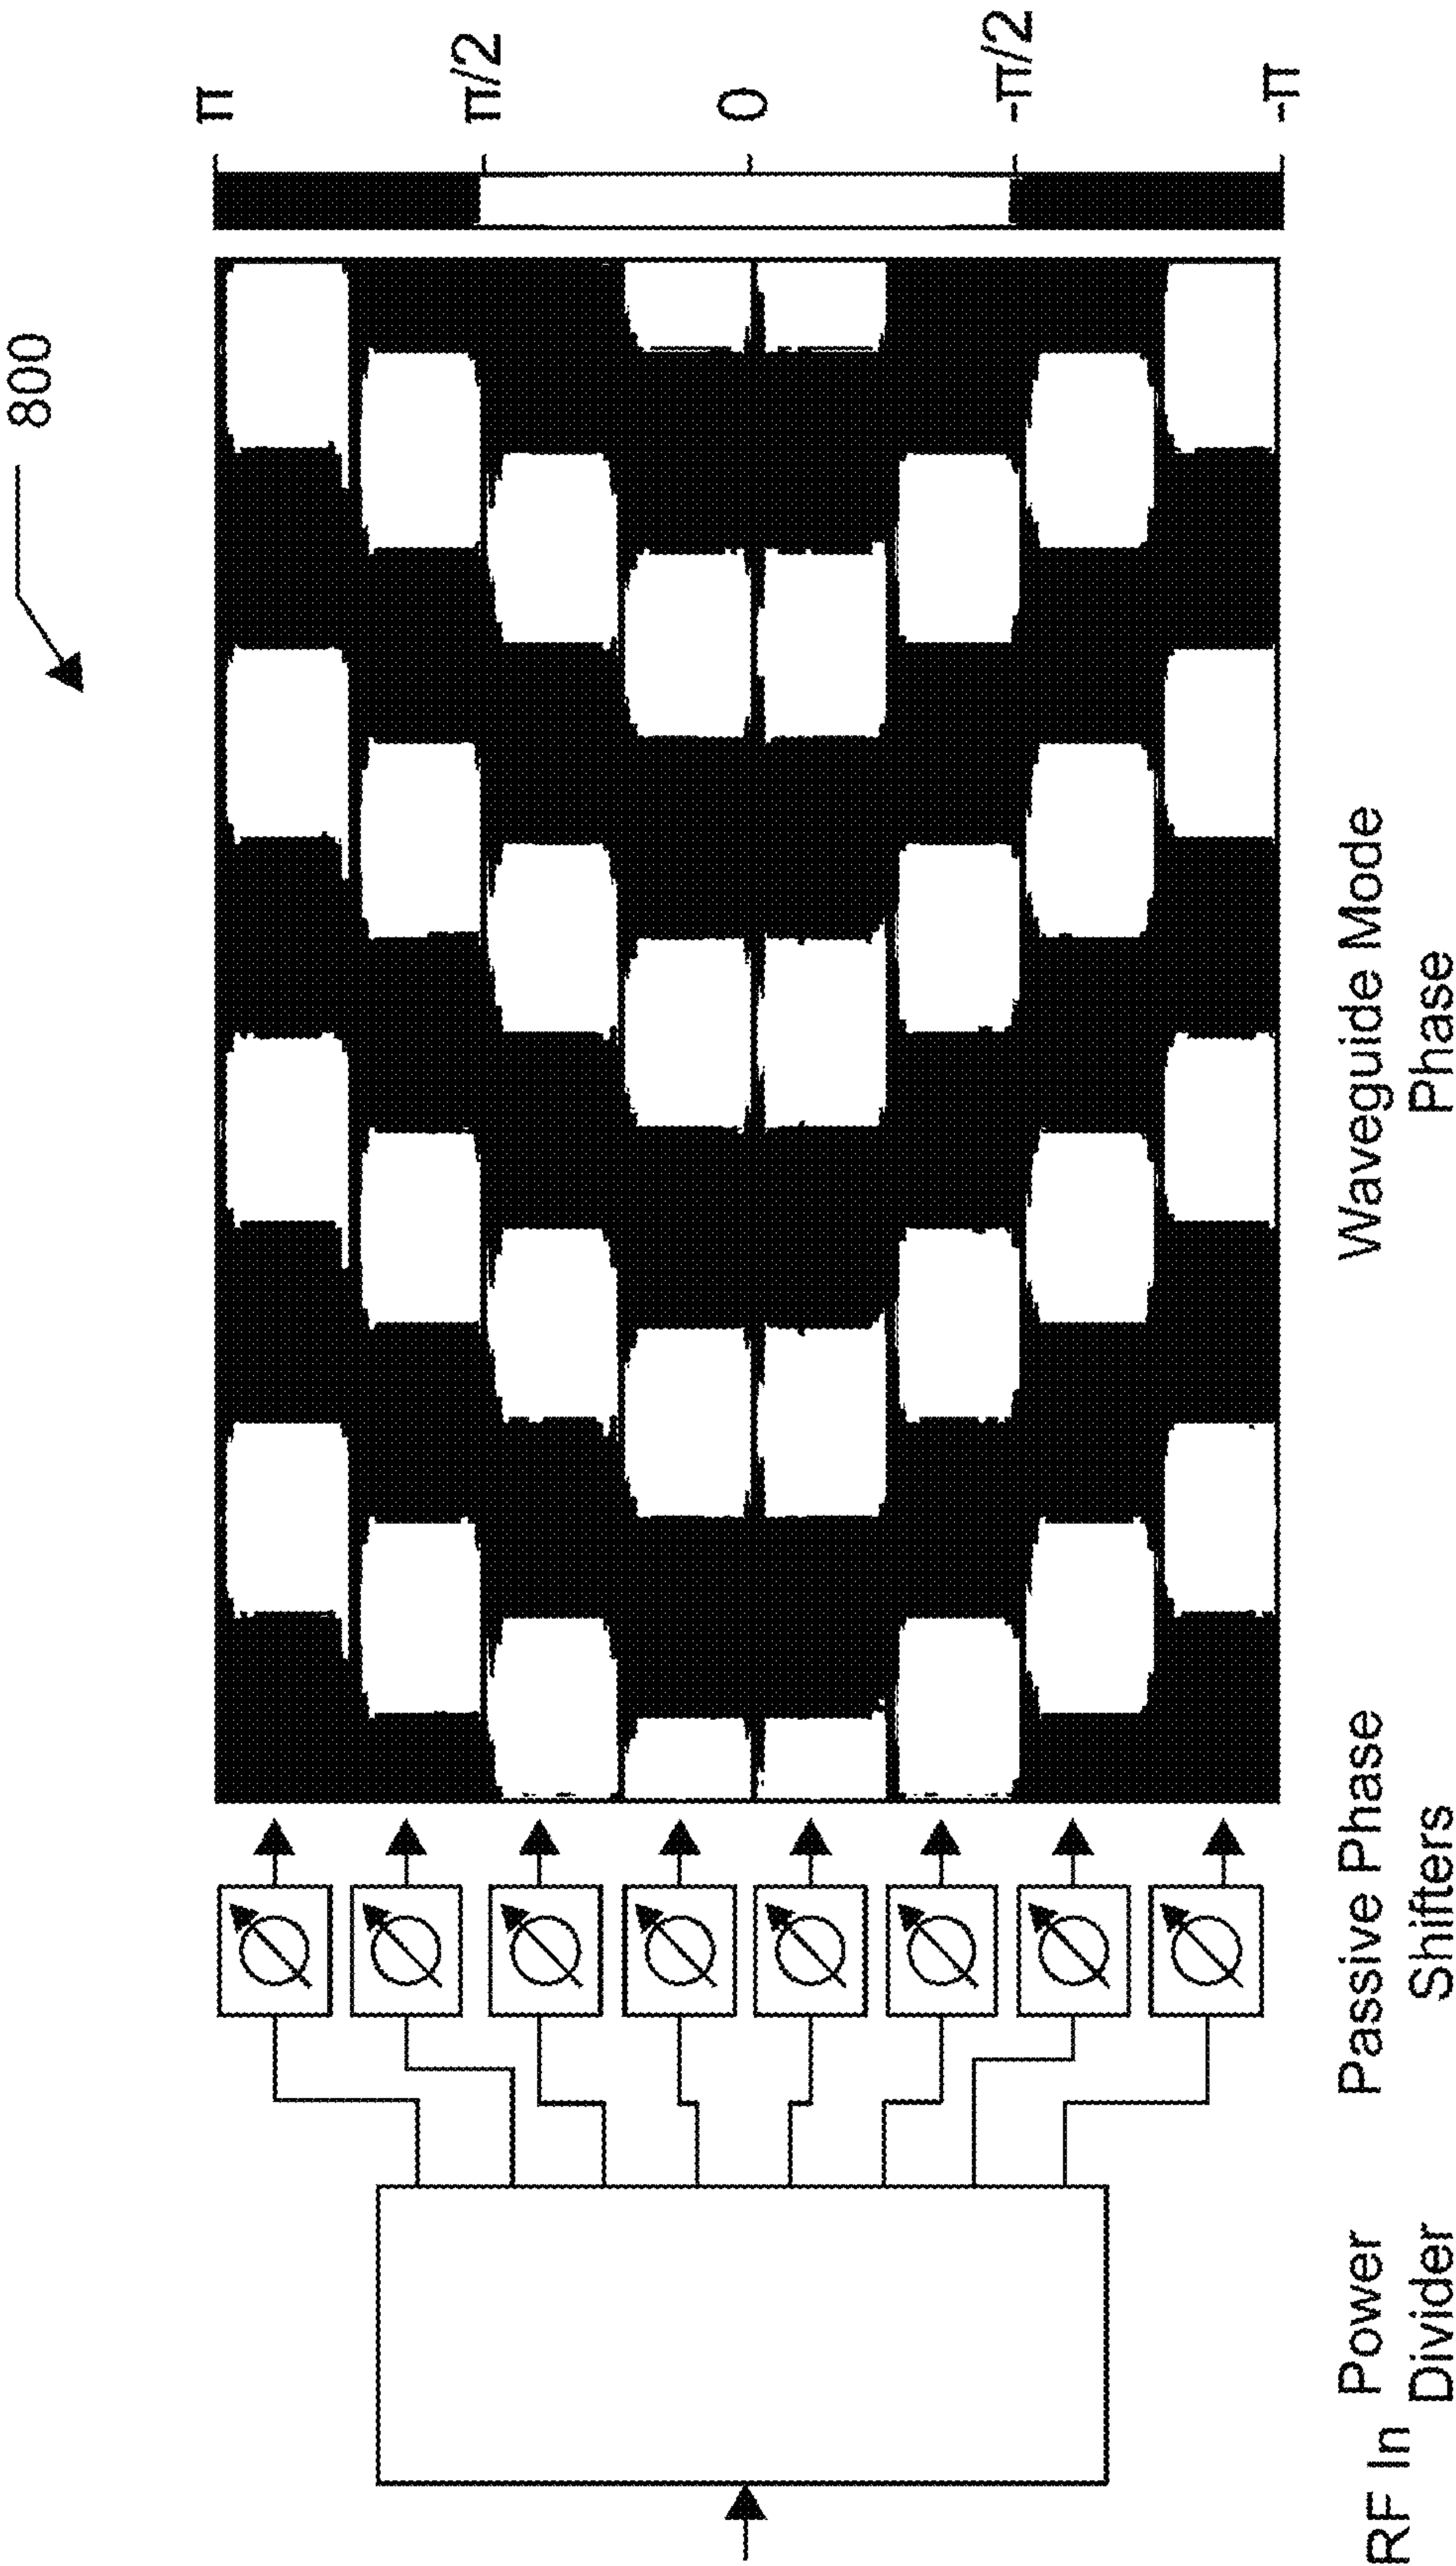 800
π
π/2
0
-π/2
-π
RF In
Power
Divider
Passive Phase
Shifters
Waveguide Mode
Phase